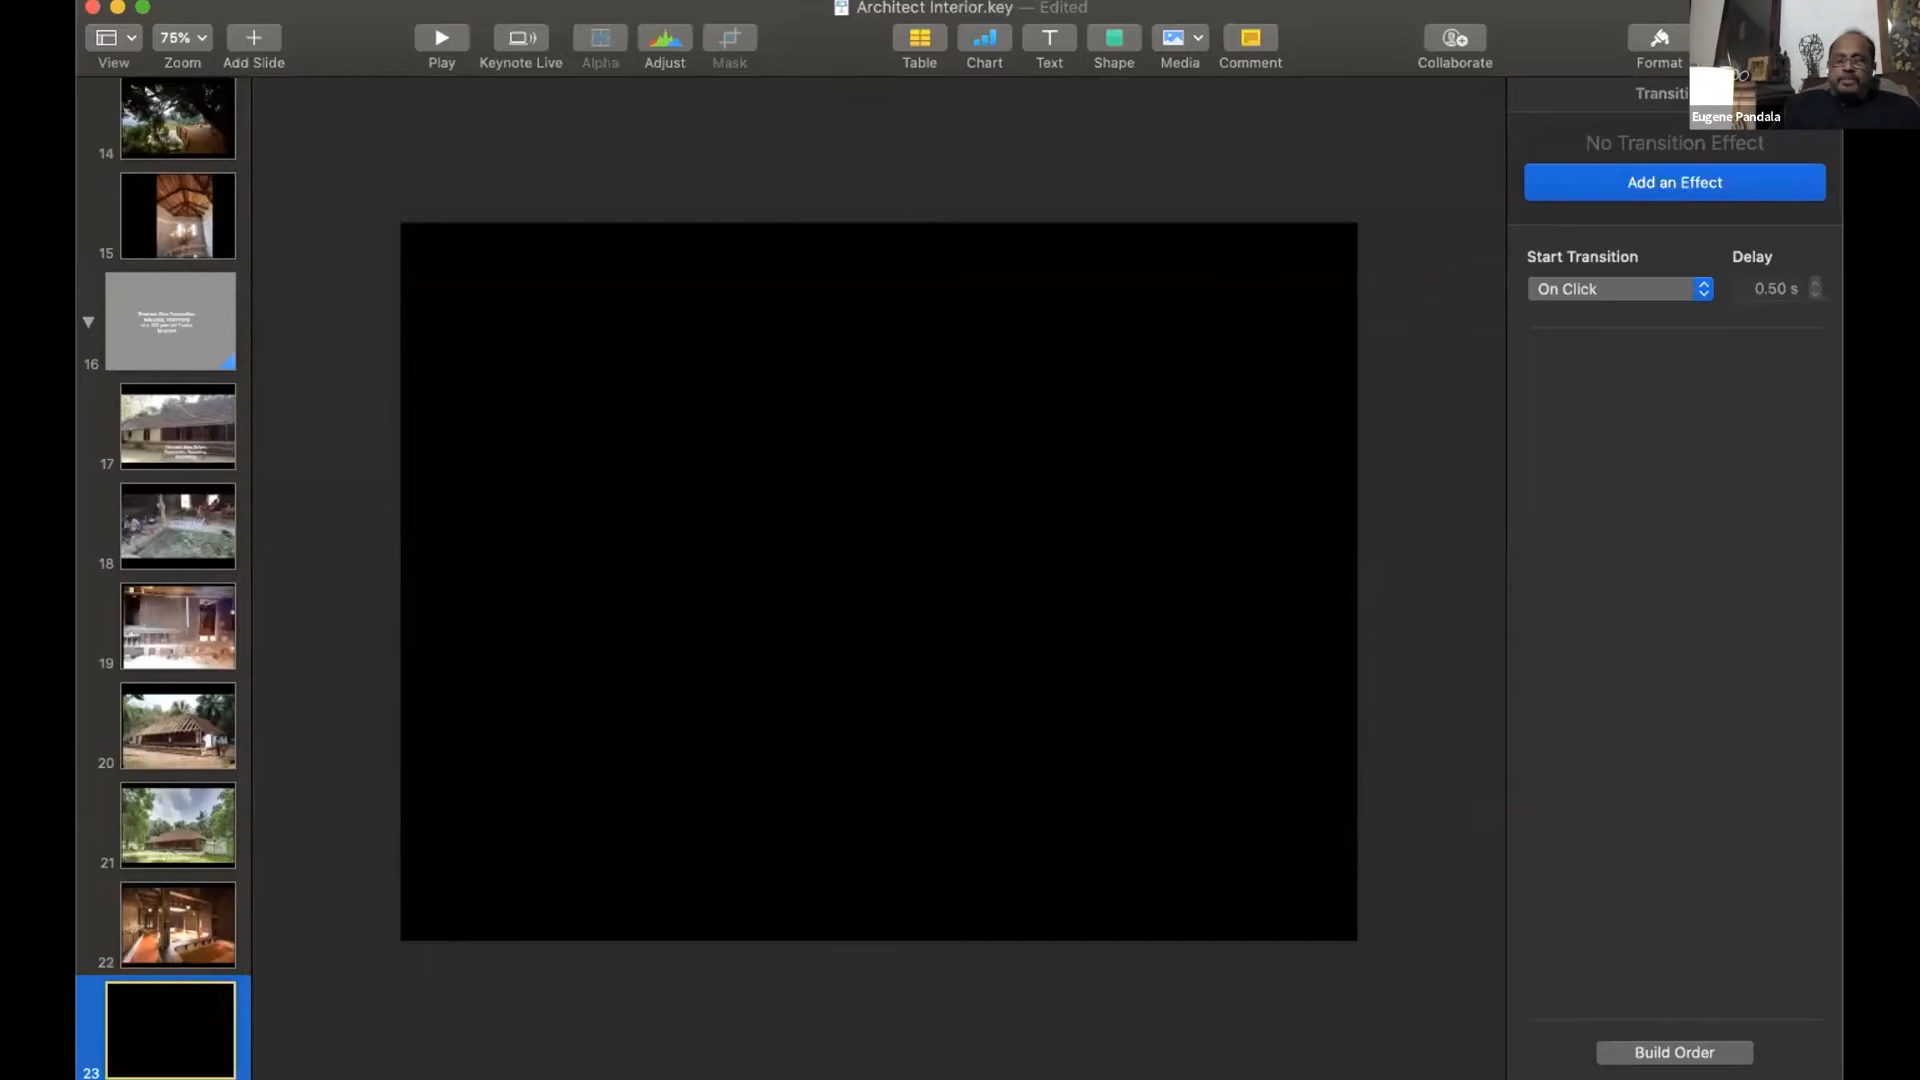 Architect Interior.key — Edited
75%
View
Zoom
Add Slide
Play
Keynote Live
Alpha
Adjust
Mask
Table
Chart
Text
Shape
Media
Comment
Collaborate
Format
Eugene Pandala
Transiti
No Transition Effect
Add an Effect
Start Transition
Delay
On Click
0.50 s
14
15
16
17
18
19
20
21
22
23
Build Order